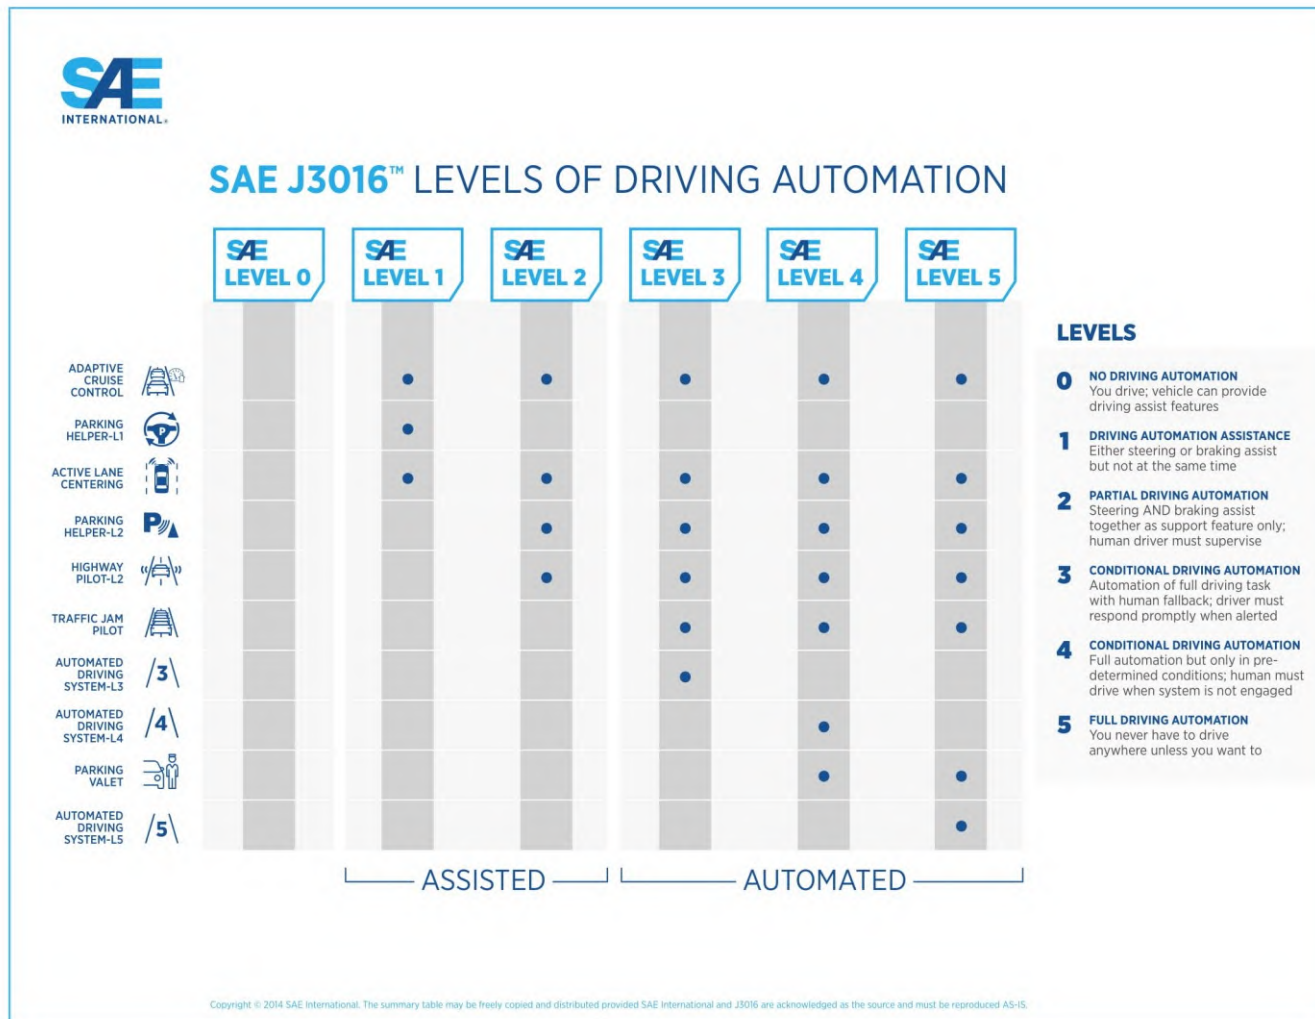 SAE
INTERNATIONAL®
SAE J3016™ LEVELS OF DRIVING AUTOMATION
SAE
LEVEL 0
SAE
LEVEL 1
SAE
LEVEL 2
SAE
LEVEL 3
SAE
LEVEL 4
SAE
LEVEL 5
ADAPTIVE
CRUISE
CONTROL
PARKING
HELPER-L1
P
ACTIVE LANE
CENTERING
PARKING
HELPER-L2
P
HIGHWAY
PILOT-L2
TRAFFIC JAM
PILOT
AUTOMATED
DRIVING
SYSTEM-L3
3
AUTOMATED
DRIVING
SYSTEM-L4
4
PARKING
VALET
AUTOMATED
DRIVING
SYSTEM-L5
5
ASSISTED
AUTOMATED
LEVELS
0 NO DRIVING AUTOMATION
You drive; vehicle can provide
driving assist features
1 DRIVING AUTOMATION ASSISTANCE
Either steering or braking assist
but not at the same time
2 PARTIAL DRIVING AUTOMATION
Steering AND braking assist
together as support feature only;
human driver must supervise
3 CONDITIONAL DRIVING AUTOMATION
Automation of full driving task
with human fallback; driver must
respond promptly when alerted
4 CONDITIONAL DRIVING AUTOMATION
Full automation but only in pre-
determined conditions; human must
drive when system is not engaged
5 FULL DRIVING AUTOMATION
You never have to drive
anywhere unless you want to
Copyright © 2014 SAE International. The summary table may be freely copied and distributed provided SAE International and J3016 are acknowledged as the source and must be reproduced AS-IS.